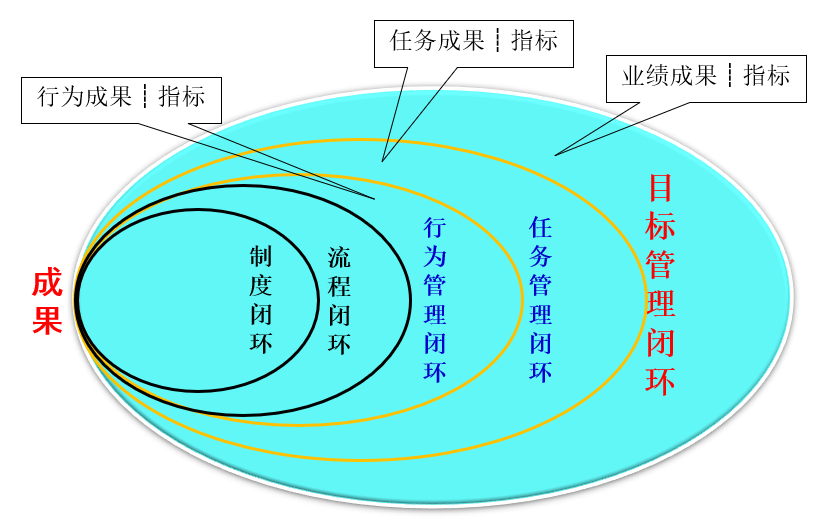 任务成果┊指标
业绩成果┊指标
行为成果┊指标
成果
制度闭环
流程闭环
行为管理闭环
任务管理闭环
目标管理闭环